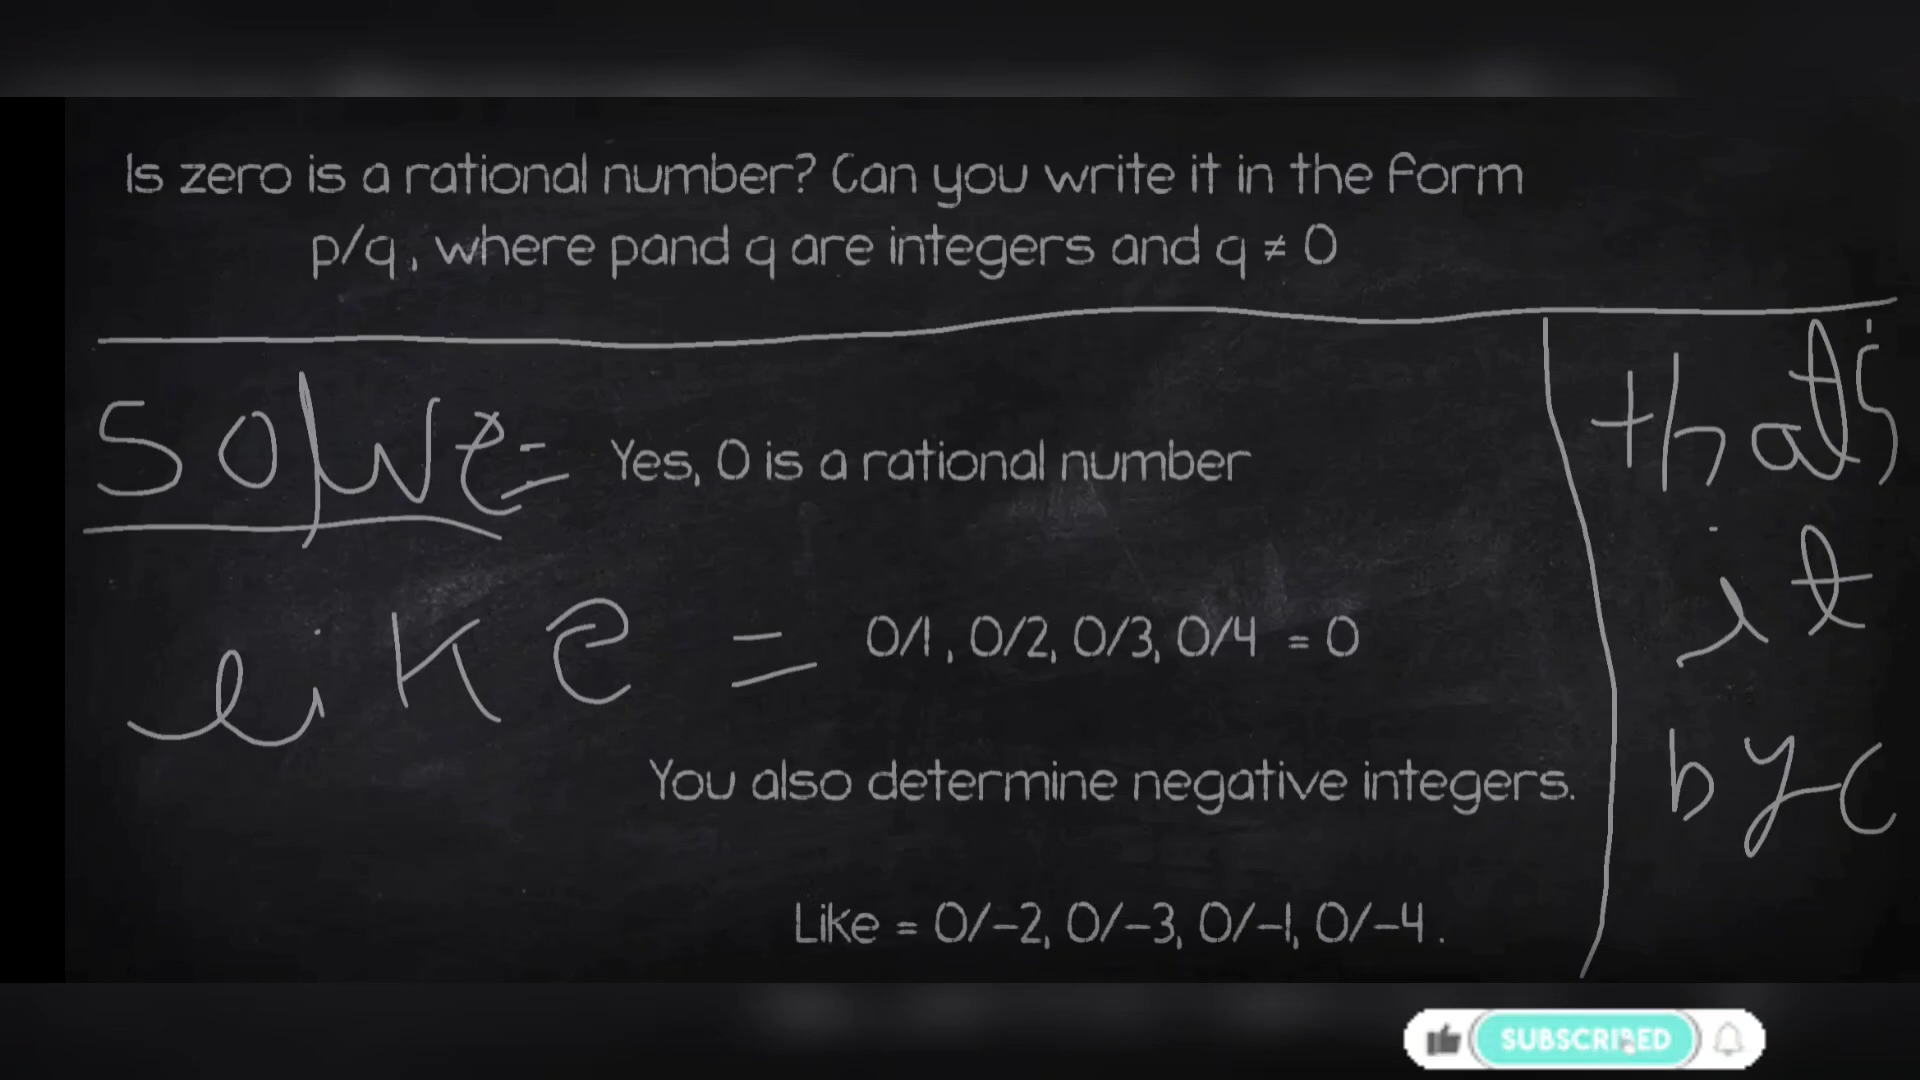 Is zero is a rational number? Can you write it in the form
p/q, where pand q are integers and q ≠ 0
solve= Yes, 0 is a rational number
like = 0/1, 0/2, 0/3, 0/4 = 0
You also determine negative integers.
Like = 0/-2, 0/-3, 0/-1, 0/-4.
that's
it
bye
SUBSCRIBED